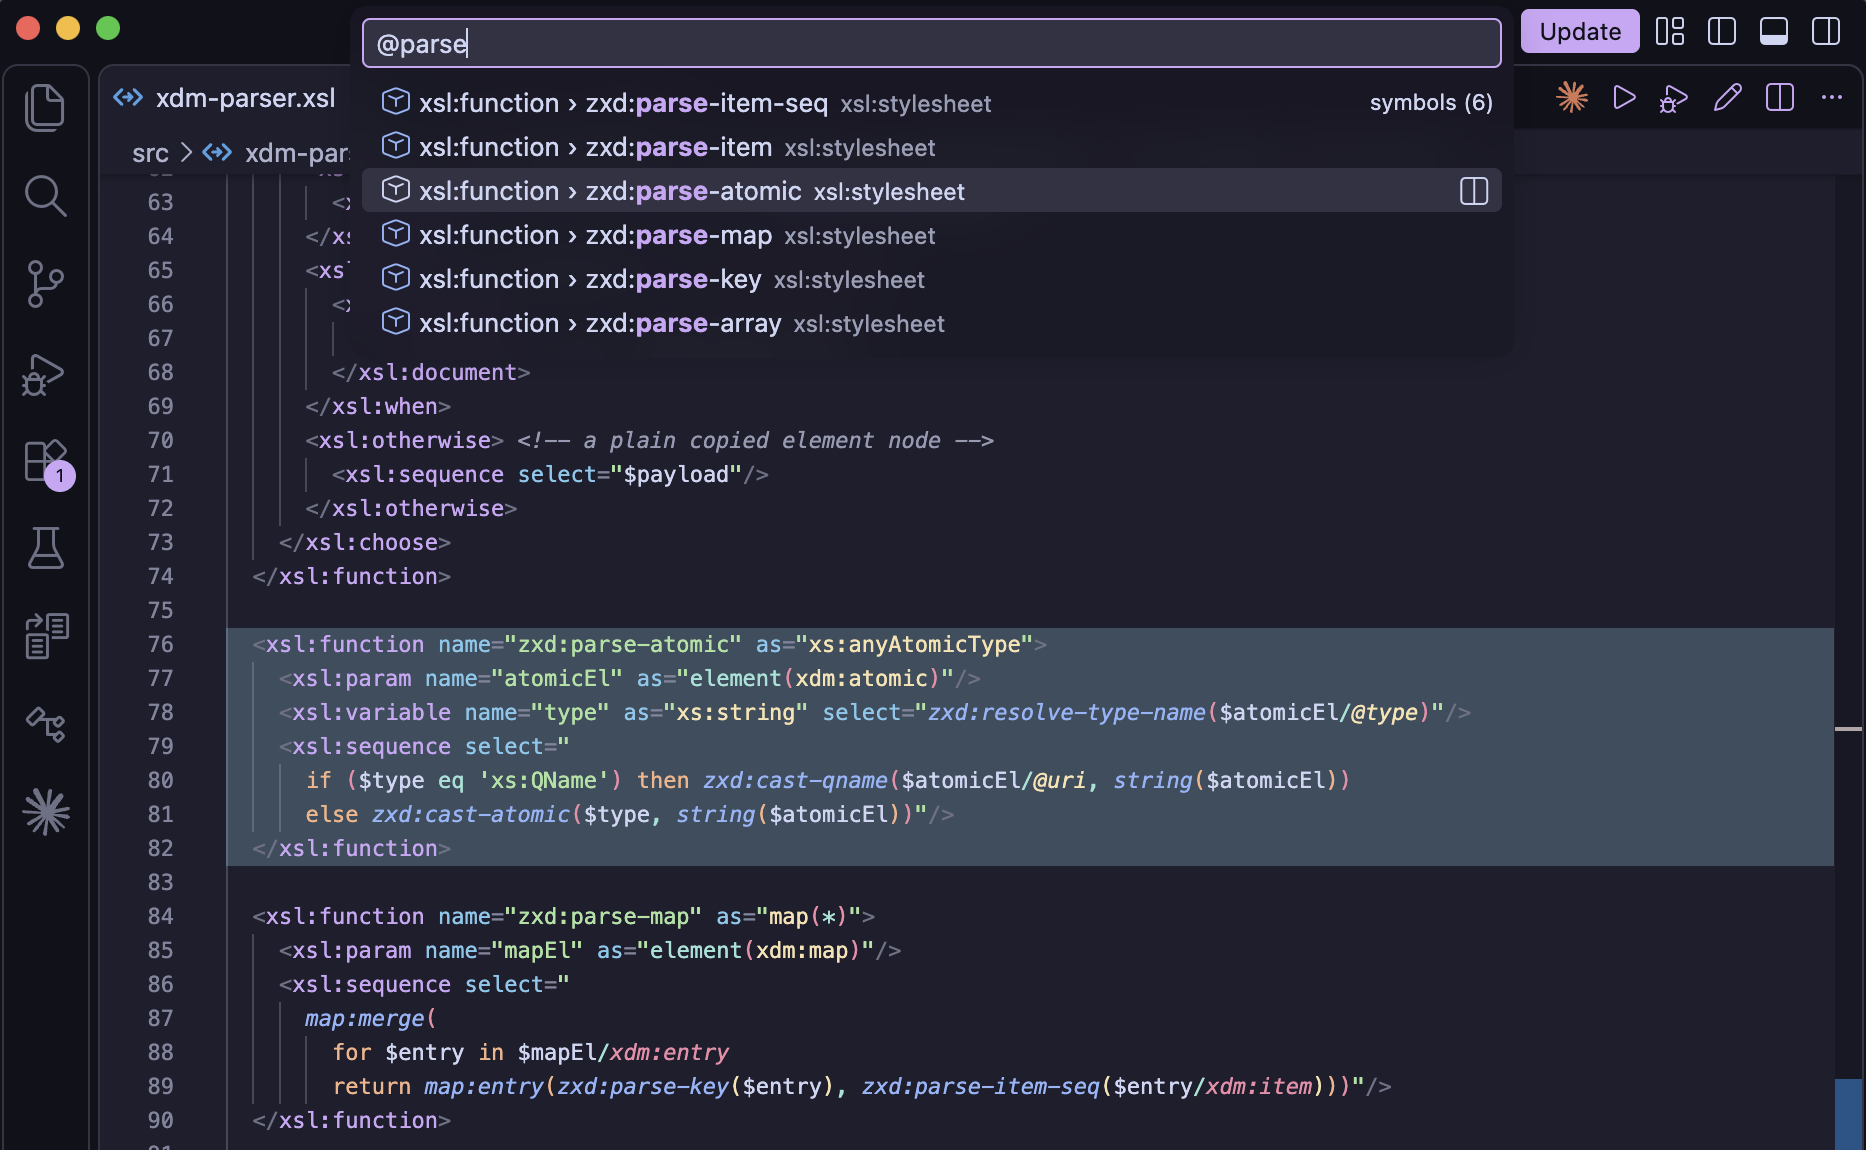 @parse
Update
xsl:function › zxd:parse-item-seq xsl:stylesheet symbols (6)
xsl:function › zxd:parse-item xsl:stylesheet
xsl:function › zxd:parse-atomic xsl:stylesheet
xsl:function › zxd:parse-map xsl:stylesheet
xsl:function › zxd:parse-key xsl:stylesheet
xsl:function › zxd:parse-array xsl:stylesheet
xdm-parser.xsl
src > xdm-par
1
63 <
64 </xs
65 <xs
66 <
67
68 </xsl:document>
69 </xsl:when>
70 <xsl:otherwise> <!-- a plain copied element node -->
71 <xsl:sequence select="$payload"/>
72 </xsl:otherwise>
73 </xsl:choose>
74 </xsl:function>
75
76 <xsl:function name="zxd:parse-atomic" as="xs:anyAtomicType">
77 <xsl:param name="atomicEl" as="element(xdm:atomic)"/>
78 <xsl:variable name="type" as="xs:string" select="zxd:resolve-type-name($atomicEl/@type)"/>
79 <xsl:sequence select="
80 if ($type eq 'xs:QName') then zxd:cast-qname($atomicEl/@uri, string($atomicEl))
81 else zxd:cast-atomic($type, string($atomicEl))"/>
82 </xsl:function>
83
84 <xsl:function name="zxd:parse-map" as="map(*)">
85 <xsl:param name="mapEl" as="element(xdm:map)"/>
86 <xsl:sequence select="
87 map:merge(
88 for $entry in $mapEl/xdm:entry
89 return map:entry(zxd:parse-key($entry), zxd:parse-item-seq($entry/xdm:item)))"/>
90 </xsl:function>